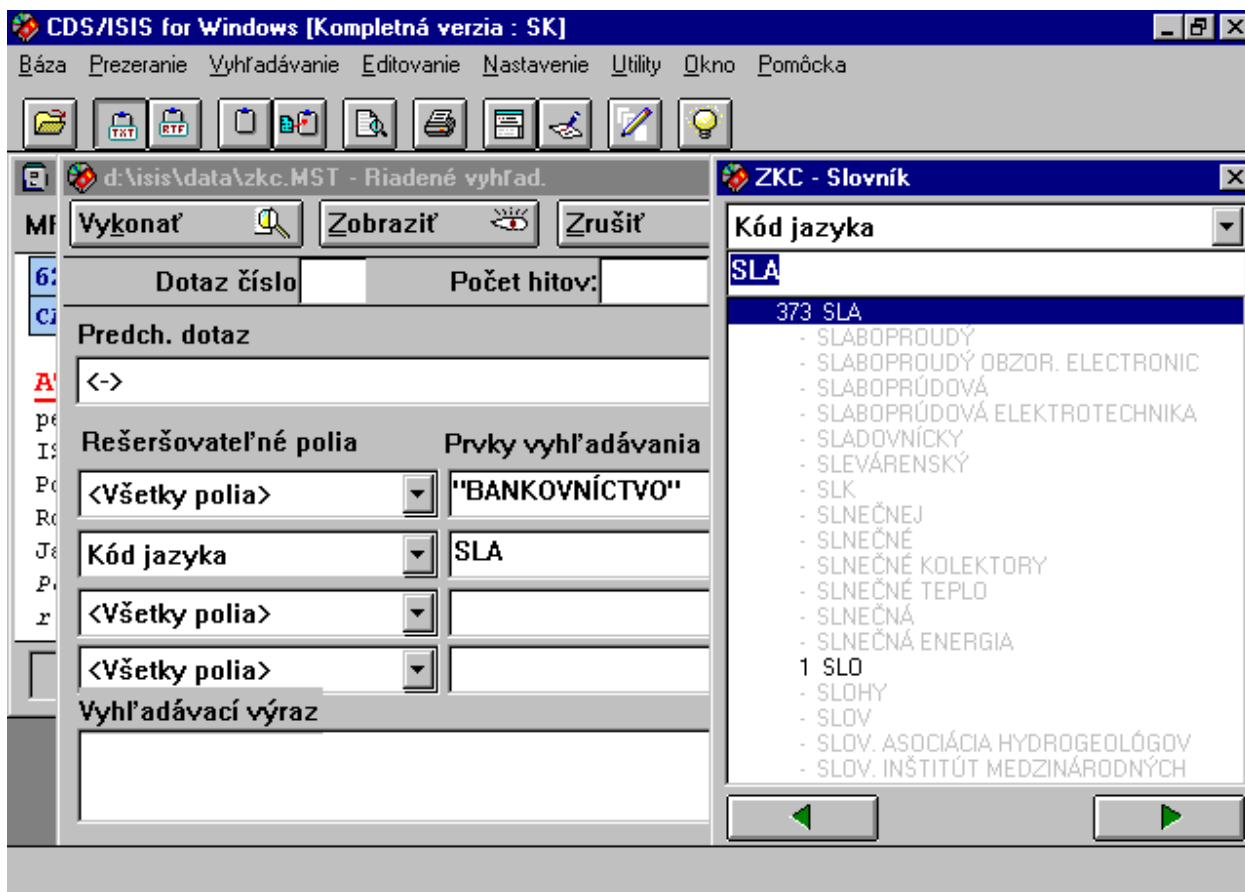 CDS/ISIS for Windows [Kompletná verzia : SK]
Báza Prezeranie Vyhľadávanie Editovanie Nastavenie Utility Okno Pomôcka
TXT RTF
d:\isis\data\zkc.MST - Riadené vyhľad.
Vykonať Zobraziť Zrušiť
Dotaz číslo Počet hitov:
Predch. dotaz
<->
Rešeršovateľné polia Prvky vyhľadávania
<Všetky polia> "BANKOVNÍCTVO"
Kód jazyka SLA
<Všetky polia>
<Všetky polia>
Vyhľadávací výraz
ZKC - Slovník
Kód jazyka
SLA
373 SLA
- SLABOPROUDÝ
- SLABOPROUDÝ OBZOR. ELECTRONIC
- SLABOPRÚDOVÁ
- SLABOPRÚDOVÁ ELEKTROTECHNIKA
- SLADOVNÍCKY
- SLEVÁRENSKÝ
- SLK
- SLNEČNEJ
- SLNEČNÉ
- SLNEČNÉ KOLEKTORY
- SLNEČNÉ TEPLO
- SLNEČNÁ
- SLNEČNÁ ENERGIA
1 SLO
- SLOHY
- SLOV
- SLOV. ASOCIÁCIA HYDROGEOLÓGOV
- SLOV. INŠTITÚT MEDZINÁRODNÝCH